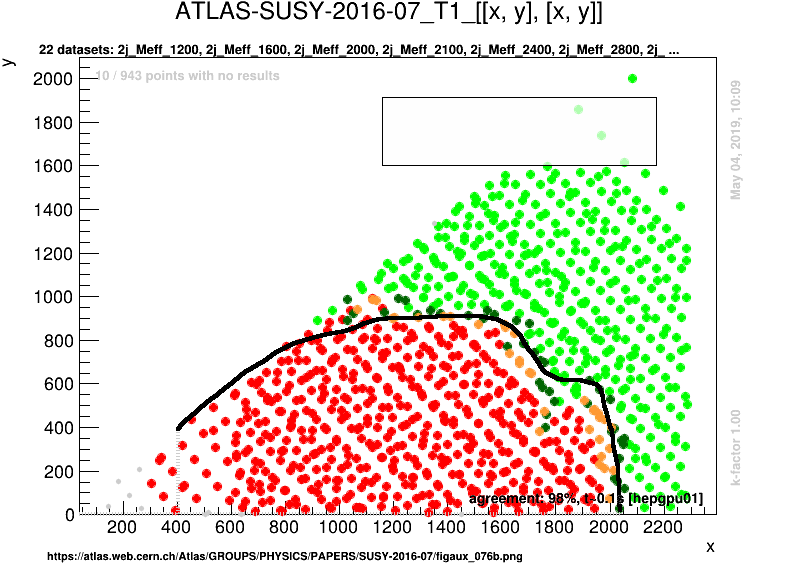 ATLAS-SUSY-2016-07_T1_[[x, y], [x, y]]
22 datasets: 2j_Meff_1200, 2j_Meff_1600, 2j_Meff_2000, 2j_Meff_2100, 2j_Meff_2400, 2j_Meff_2800, 2j_ ...
y
10 / 943 points with no results
2000
1800
1600
1400
1200
1000
800
600
400
200
0
May 04, 2019, 10:09
k-factor 1.00
agreement: 98%, t~0.1s [hepgpu01]
200 400 600 800 1000 1200 1400 1600 1800 2000 2200
x
https://atlas.web.cern.ch/Atlas/GROUPS/PHYSICS/PAPERS/SUSY-2016-07/figaux_076b.png